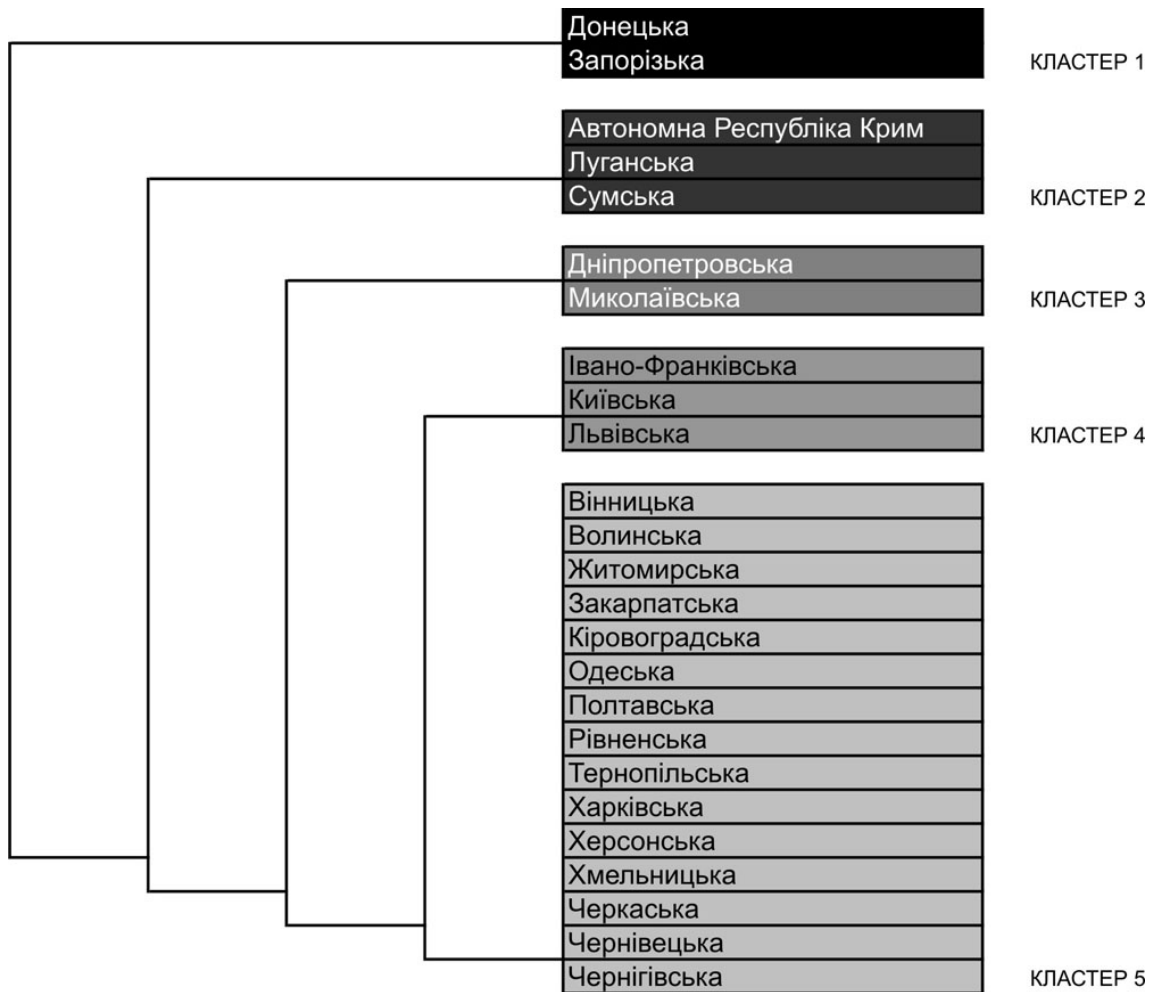 Донецька
Запорізька КЛАСТЕР 1
Автономна Республіка Крим
Луганська
Сумська КЛАСТЕР 2
Дніпропетровська
Миколаївська КЛАСТЕР 3
Івано-Франківська
Київська
Львівська КЛАСТЕР 4
Вінницька
Волинська
Житомирська
Закарпатська
Кіровоградська
Одеська
Полтавська
Рівненська
Тернопільська
Харківська
Херсонська
Хмельницька
Черкаська
Чернівецька
Чернігівська КЛАСТЕР 5